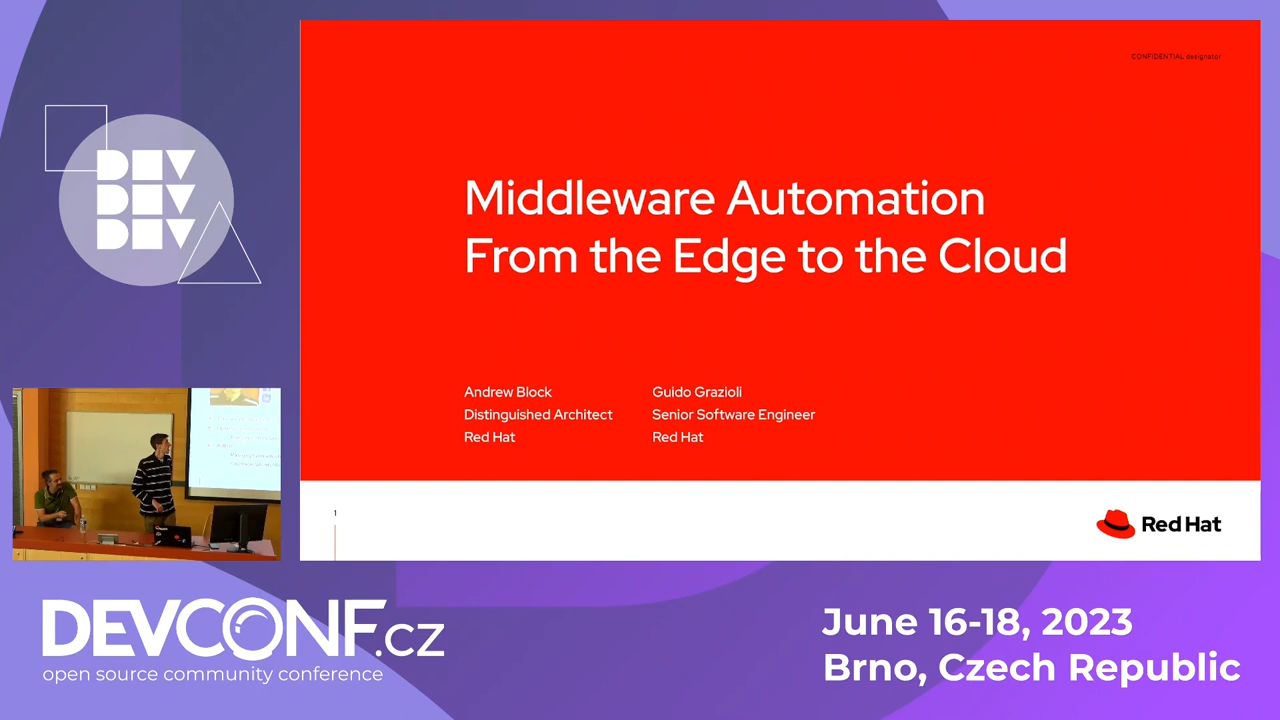 CONFIDENTIAL designator
DEV
DEV
DEV
Middleware Automation
From the Edge to the Cloud
Andrew Block
Distinguished Architect
Red Hat
Guido Grazioli
Senior Software Engineer
Red Hat
1
Red Hat
DEVCONF.cz
open source community conference
June 16-18, 2023
Brno, Czech Republic